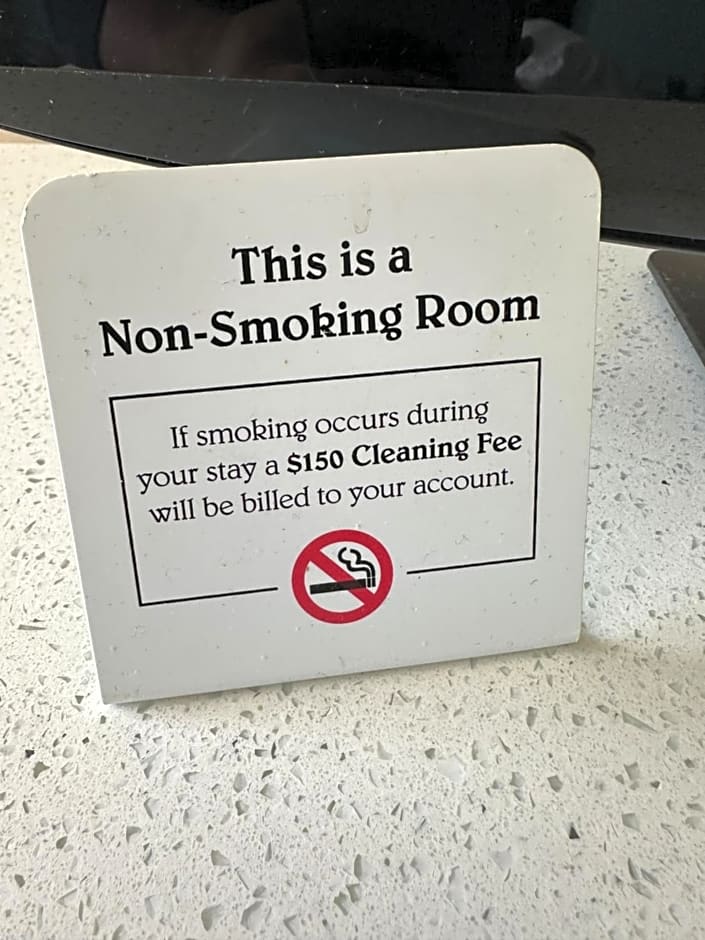 This is a
Non-Smoking Room
If smoking occurs during
your stay a $150 Cleaning Fee
will be billed to your account.